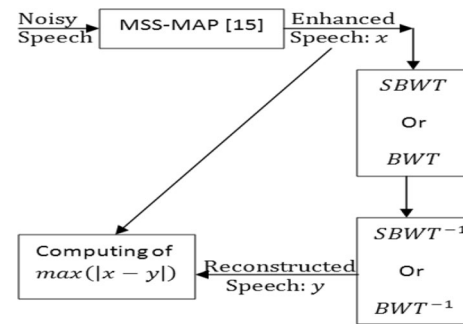 Noisy
Speech
MSS-MAP [15]
Enhanced
Speech: x
SBWT
Or
BWT
SBWT⁻¹
Or
BWT⁻¹
Reconstructed
Speech: y
Computing of
max(|x − y|)